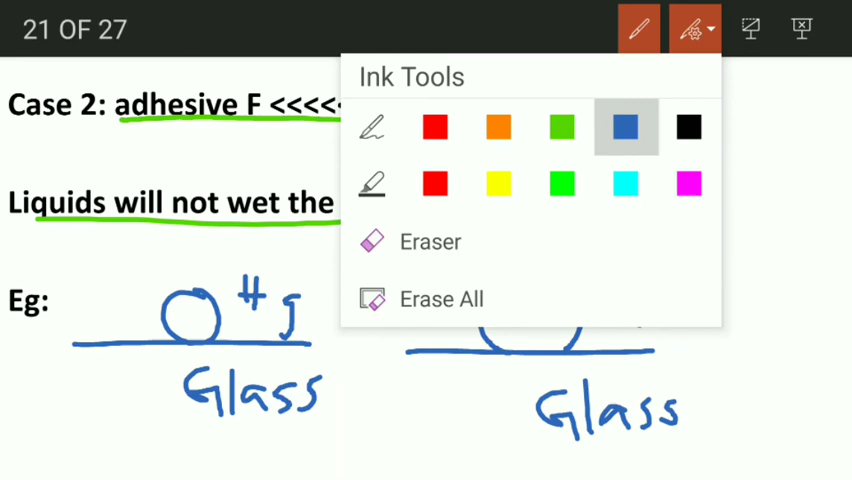 21 OF 27
Ink Tools
Case 2: adhesive F <<<<
Liquids will not wet the
Eraser
Erase All
Eg:
Hg
Glass
Glass